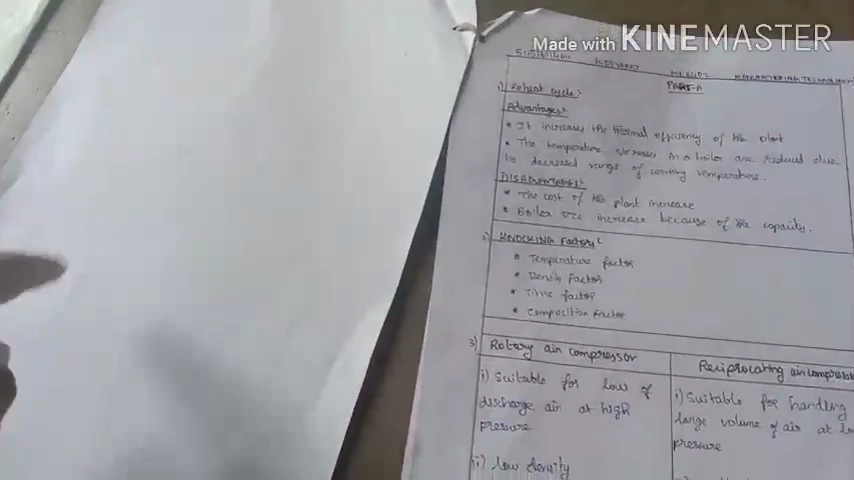 Made with KINEMASTER
PART-A
1) Reheat cycle:
Advantages:
• It increases the thermal efficiency of the plant
• The temperature stresses in a boiler are reduced due
to decreased range of working temperature.
DISADVANTAGES:
• The cost of the plant increase
• Boiler size increase because of the capacity.
2) KNOCKING Factors:
• Temperature factor
• Density Factor
• Time factor
• Composition Factor
3) Rotary air compressor
Reciprocating air compressor
i) Suitable for low of
discharge air at high
pressure
i) Suitable for handling
large volume of air at
pressure
ii) low density